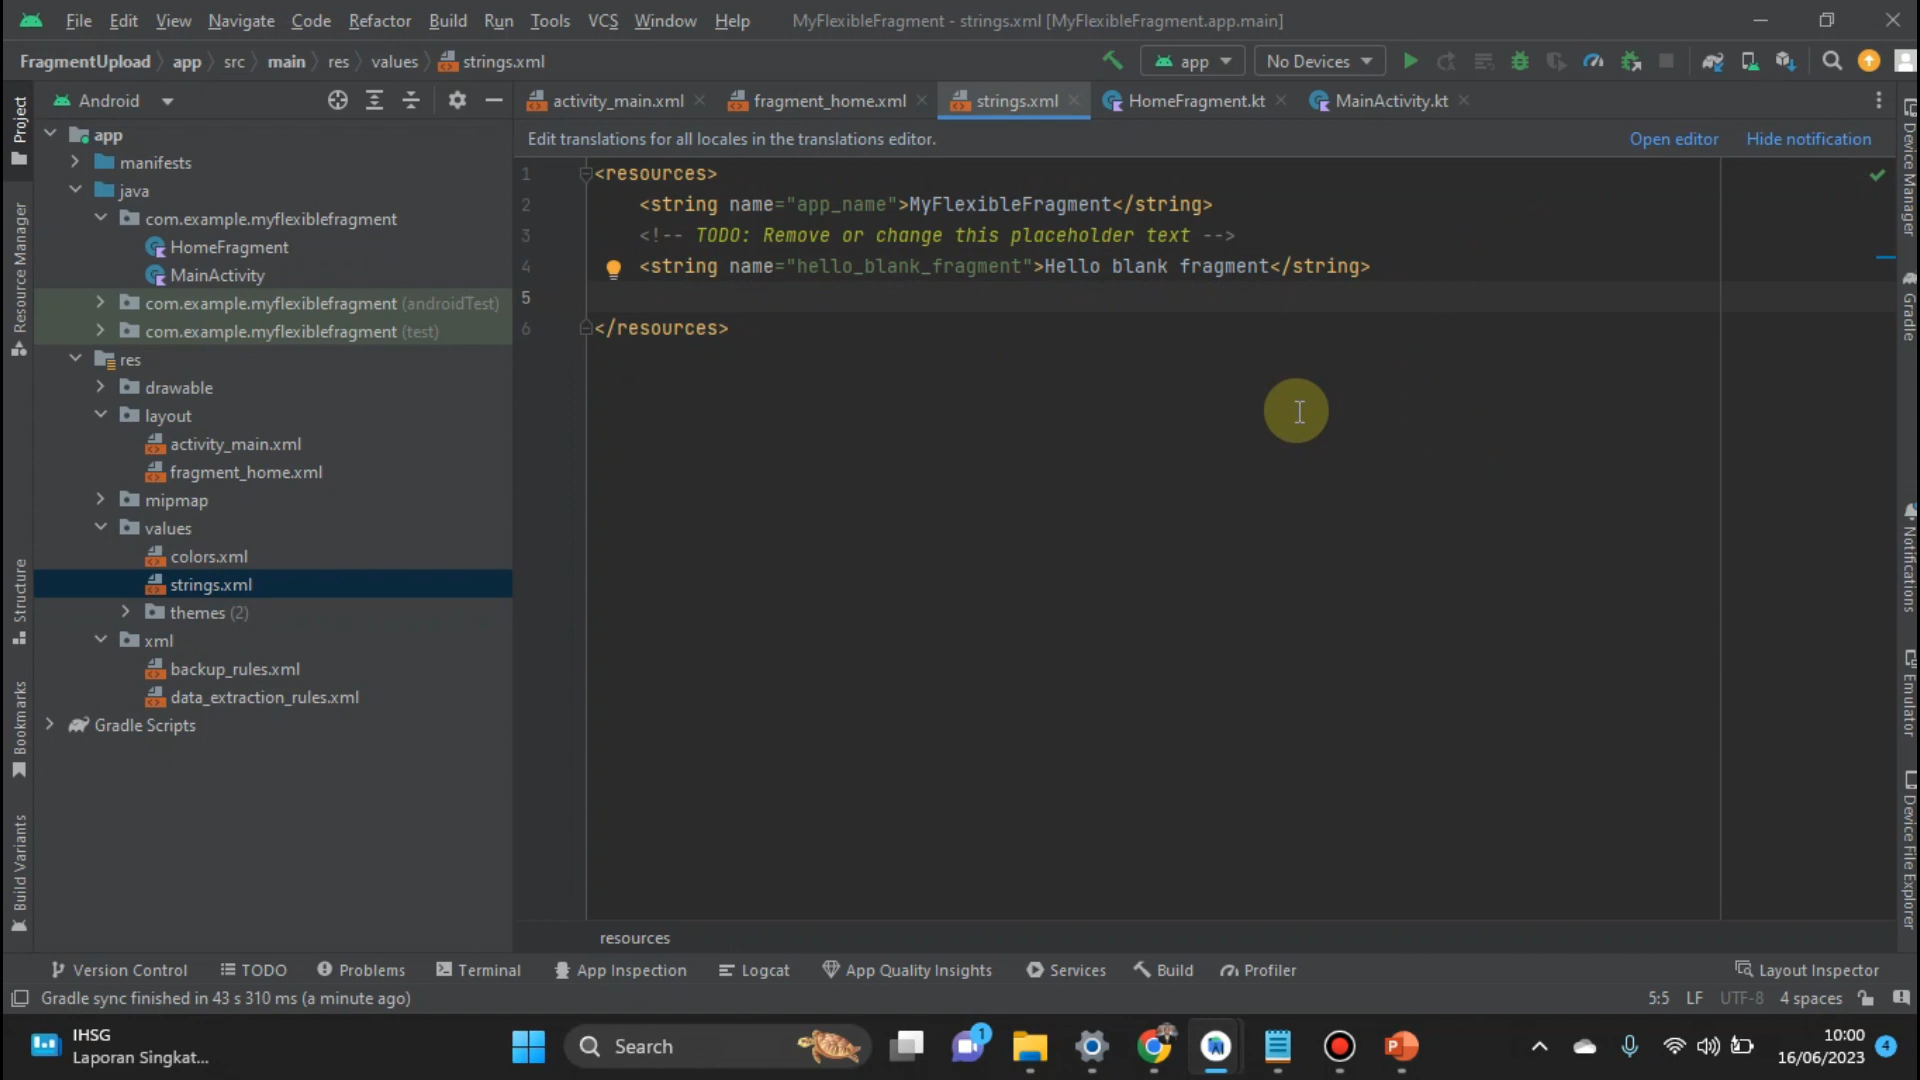 File Edit View Navigate Code Refactor Build Run Tools VCS Window Help MyFlexibleFragment - strings.xml [MyFlexibleFragment.app.main]
FragmentUpload app src main res values strings.xml app No Devices
Project
Resource Manager
Structure
Bookmarks
Build Variants
Android
app
manifests
java
com.example.myflexiblefragment
HomeFragment
MainActivity
com.example.myflexiblefragment (androidTest)
com.example.myflexiblefragment (test)
res
drawable
layout
activity_main.xml
fragment_home.xml
mipmap
values
colors.xml
strings.xml
themes (2)
xml
backup_rules.xml
data_extraction_rules.xml
Gradle Scripts
activity_main.xml fragment_home.xml strings.xml HomeFragment.kt MainActivity.kt
Edit translations for all locales in the translations editor. Open editor Hide notification
1 <resources>
2 <string name="app_name">MyFlexibleFragment</string>
3 <!-- TODO: Remove or change this placeholder text -->
4 <string name="hello_blank_fragment">Hello blank fragment</string>
5
6 </resources>
resources
Device Manager
Gradle
Notifications
Emulator
Device File Explorer
Version Control TODO Problems Terminal App Inspection Logcat App Quality Insights Services Build Profiler Layout Inspector
Gradle sync finished in 43 s 310 ms (a minute ago) 5:5 LF UTF-8 4 spaces
IHSG
Laporan Singkat...
Search
1
10:00
16/06/2023
4